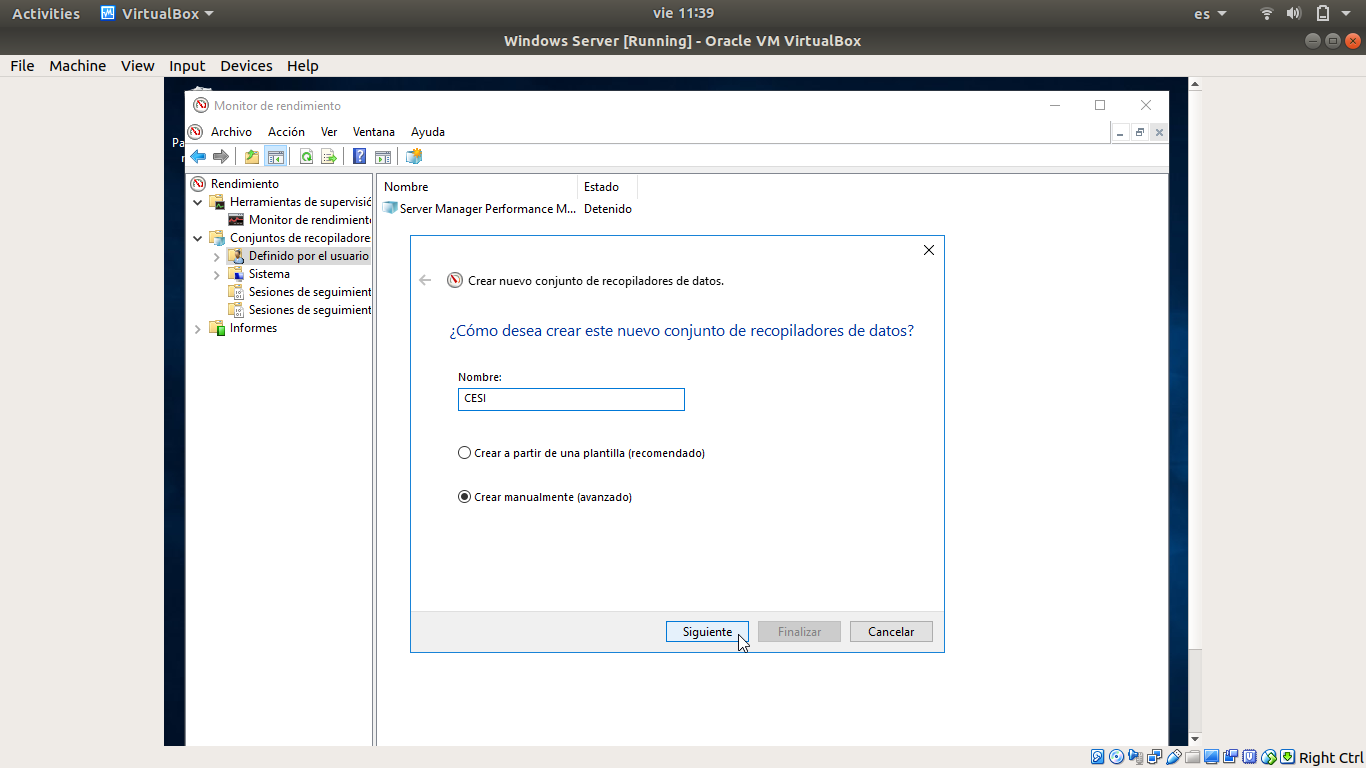 Activities VirtualBox vie 11:39 es
Windows Server [Running] - Oracle VM VirtualBox
File Machine View Input Devices Help
Monitor de rendimiento
Archivo Acción Ver Ventana Ayuda
Rendimiento
Herramientas de supervisió
Monitor de rendimiento
Conjuntos de recopiladore
Definido por el usuario
Sistema
Sesiones de seguimient
Sesiones de seguimient
Informes
Nombre Estado
Server Manager Performance M... Detenido
Crear nuevo conjunto de recopiladores de datos.
¿Cómo desea crear este nuevo conjunto de recopiladores de datos?
Nombre:
CESI
Crear a partir de una plantilla (recomendado)
Crear manualmente (avanzado)
Siguiente Finalizar Cancelar
Right Ctrl